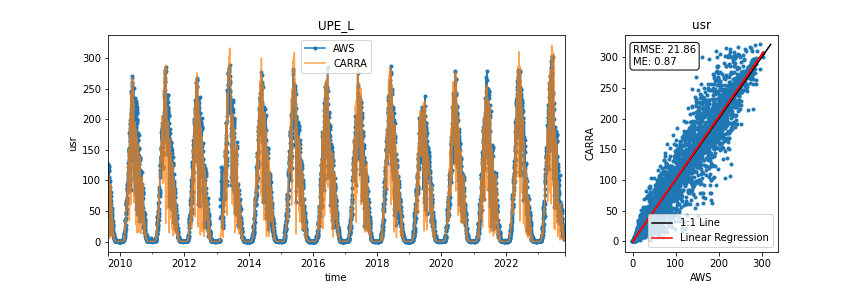 UPE_L
usr
AWS
CARRA
300
250
200
150
100
50
0
2010
2012
2014
2016
2018
2020
2022
time
usr
usr
RMSE: 21.86
ME: 0.87
1:1 Line
Linear Regression
300
250
200
150
100
50
0
0
100
200
300
AWS
CARRA